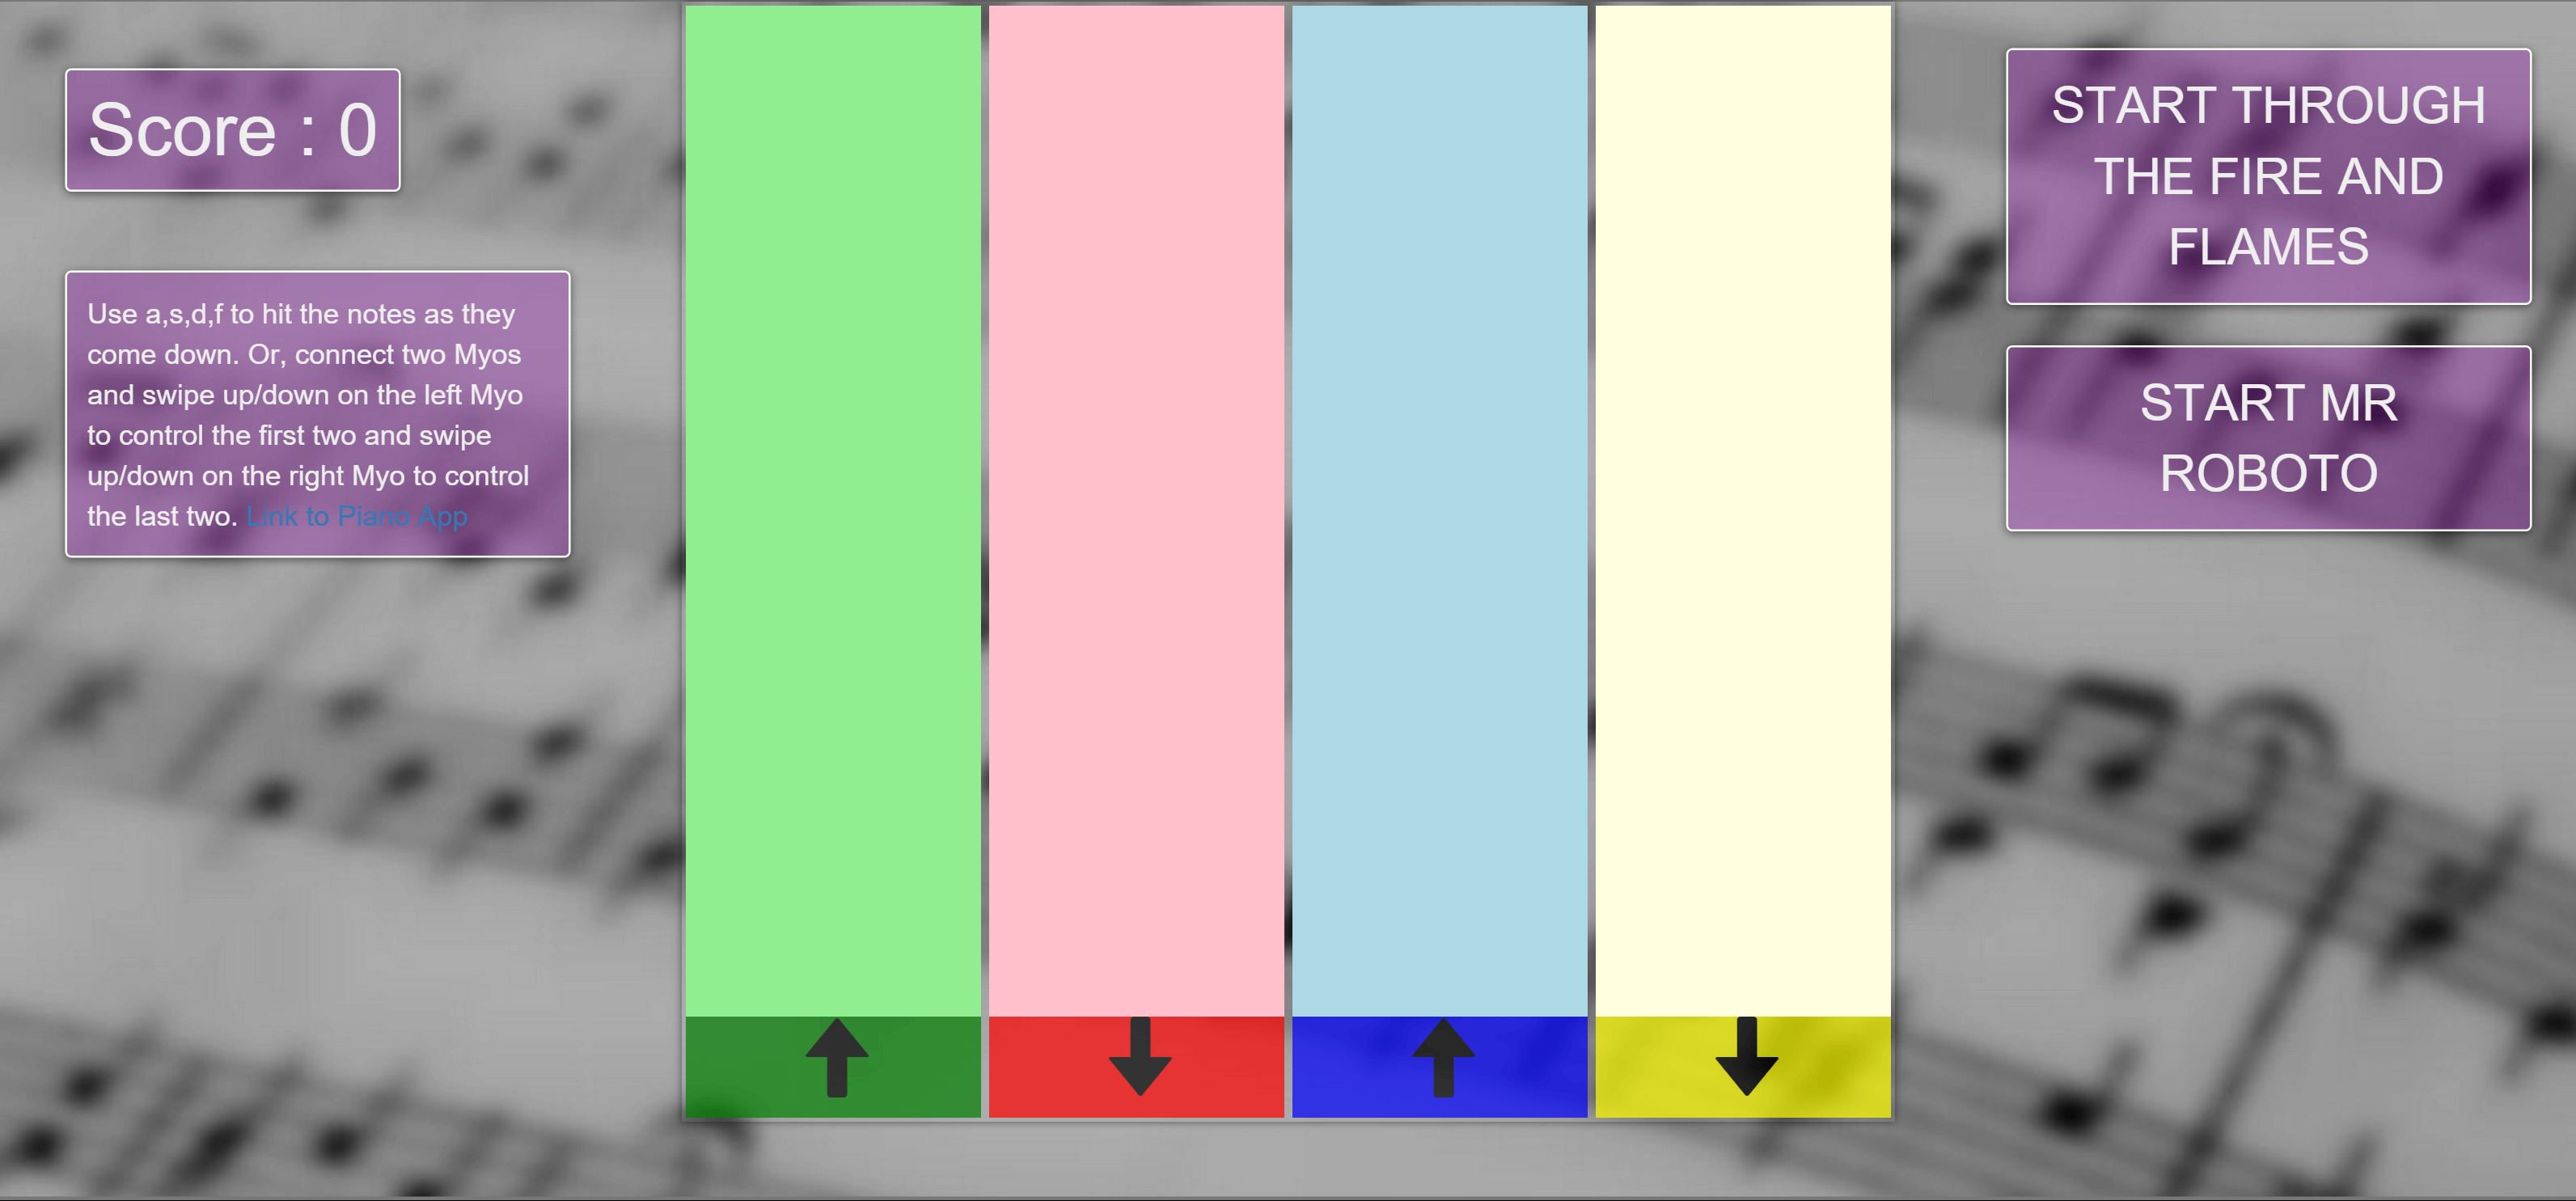 Score : 0
Use a,s,d,f to hit the notes as they
come down. Or, connect two Myos
and swipe up/down on the left Myo
to control the first two and swipe
up/down on the right Myo to control
the last two. Link to Piano App
START THROUGH
THE FIRE AND
FLAMES
START MR
ROBOTO